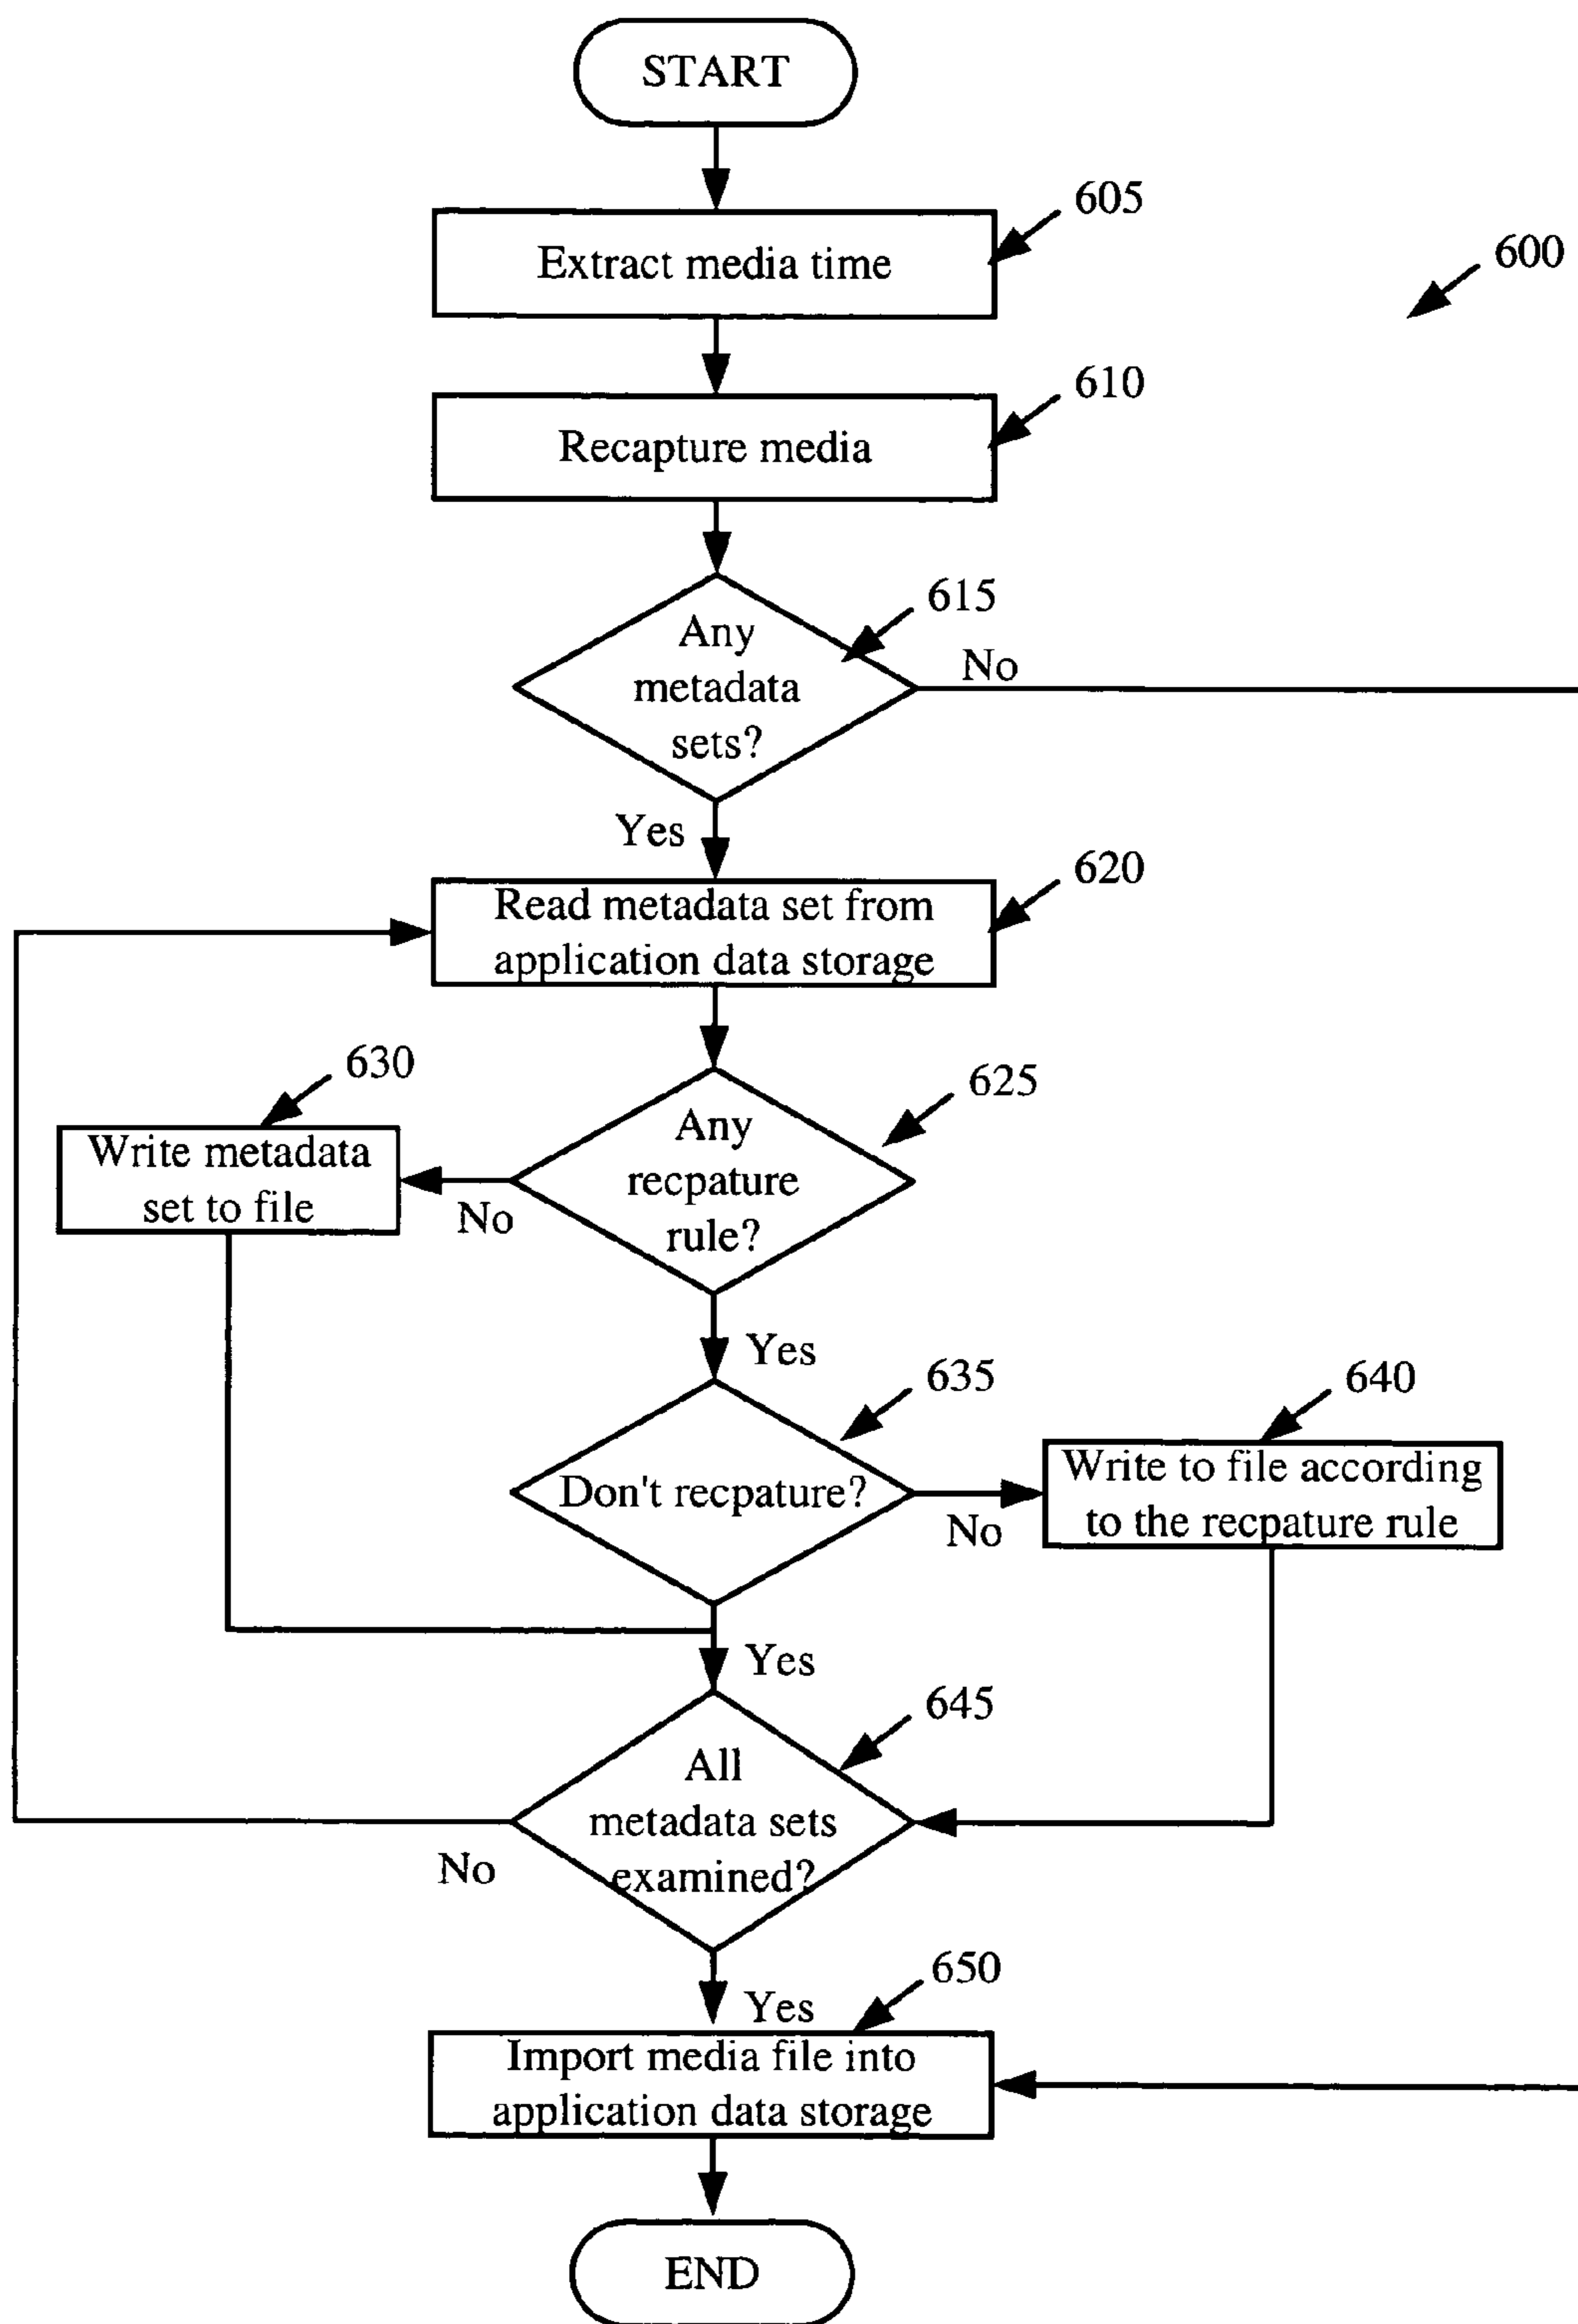 START
605
Extract media time
600
610
Recapture media
615
Any
metadata
sets?
No
Yes
620
Read metadata set from
application data storage
630
625
Write metadata
set to file
No
Any
recpature
rule?
Yes
635
640
Don't recpature?
No
Write to file according
to the recpature rule
Yes
645
All
metadata sets
examined?
No
Yes
650
Import media file into
application data storage
END